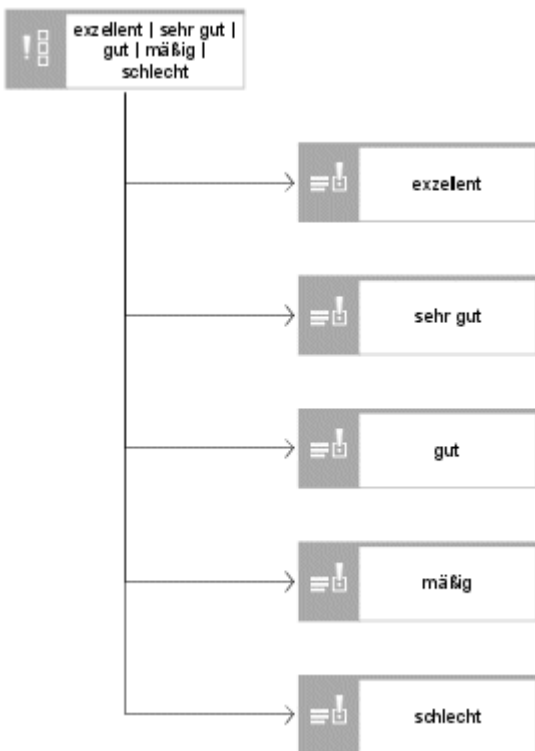 exzellent | sehr gut |
gut | mäßig |
schlecht
exzellent
sehr gut
gut
mäßig
schlecht